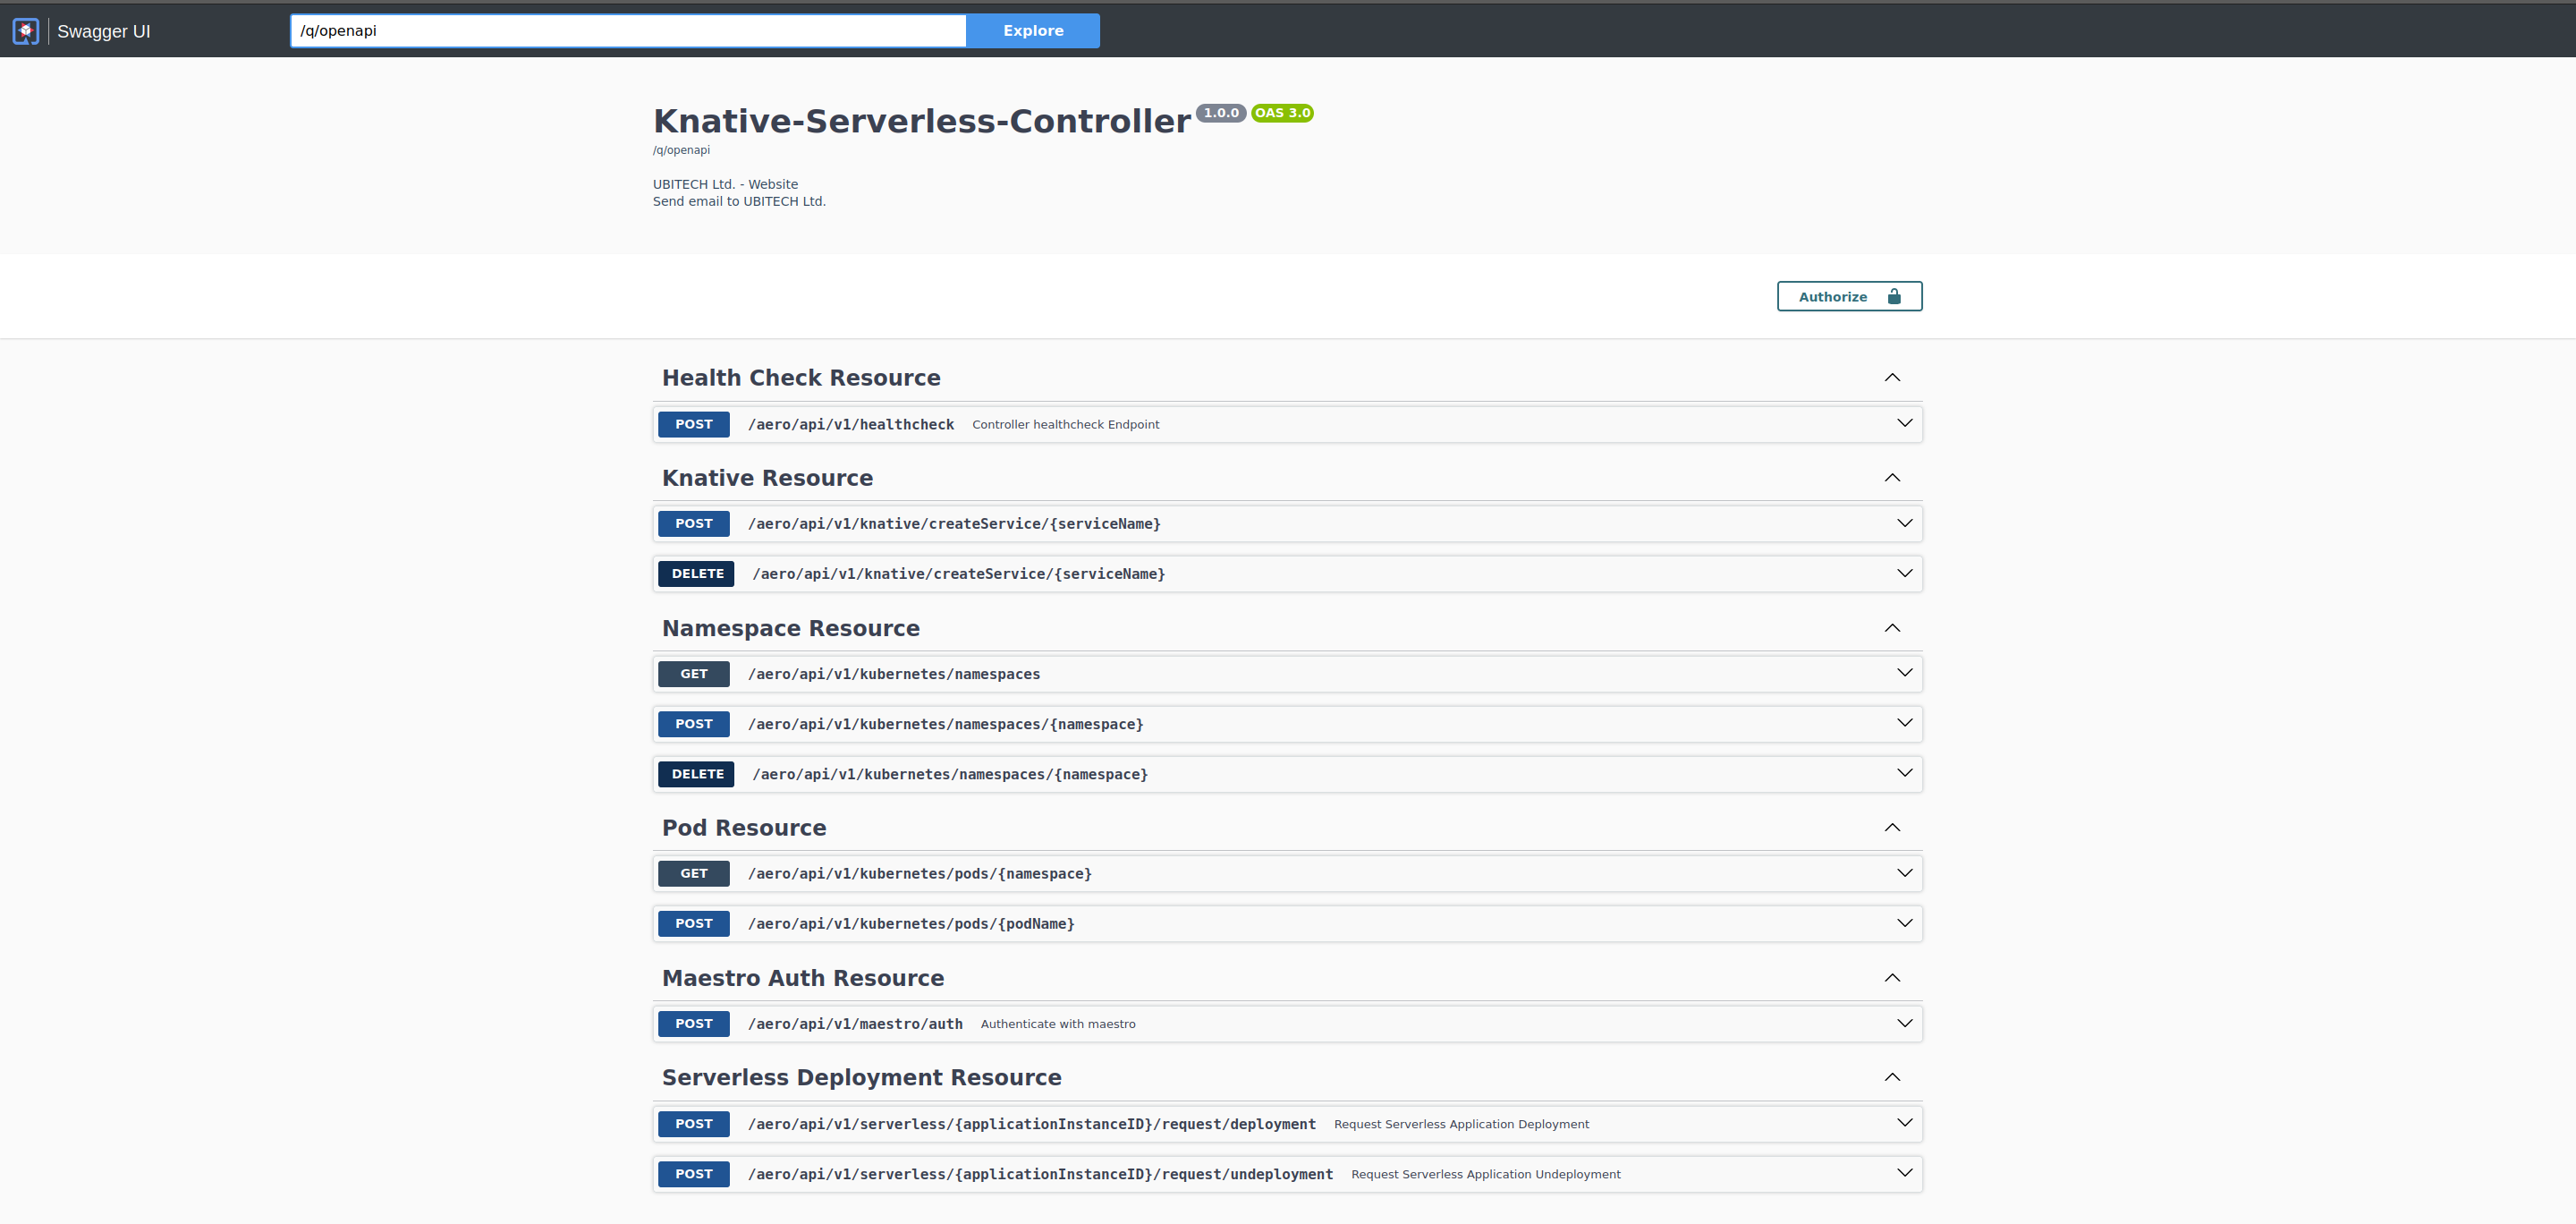 Swagger UI
/q/openapi
Explore
Knative-Serverless-Controller 1.0.0 OAS 3.0
/q/openapi
UBITECH Ltd. - Website
Send email to UBITECH Ltd.
Authorize
Health Check Resource
POST /aero/api/v1/healthcheck Controller healthcheck Endpoint
Knative Resource
POST /aero/api/v1/knative/createService/{serviceName}
DELETE /aero/api/v1/knative/createService/{serviceName}
Namespace Resource
GET /aero/api/v1/kubernetes/namespaces
POST /aero/api/v1/kubernetes/namespaces/{namespace}
DELETE /aero/api/v1/kubernetes/namespaces/{namespace}
Pod Resource
GET /aero/api/v1/kubernetes/pods/{namespace}
POST /aero/api/v1/kubernetes/pods/{podName}
Maestro Auth Resource
POST /aero/api/v1/maestro/auth Authenticate with maestro
Serverless Deployment Resource
POST /aero/api/v1/serverless/{applicationInstanceID}/request/deployment Request Serverless Application Deployment
POST /aero/api/v1/serverless/{applicationInstanceID}/request/undeployment Request Serverless Application Undeployment